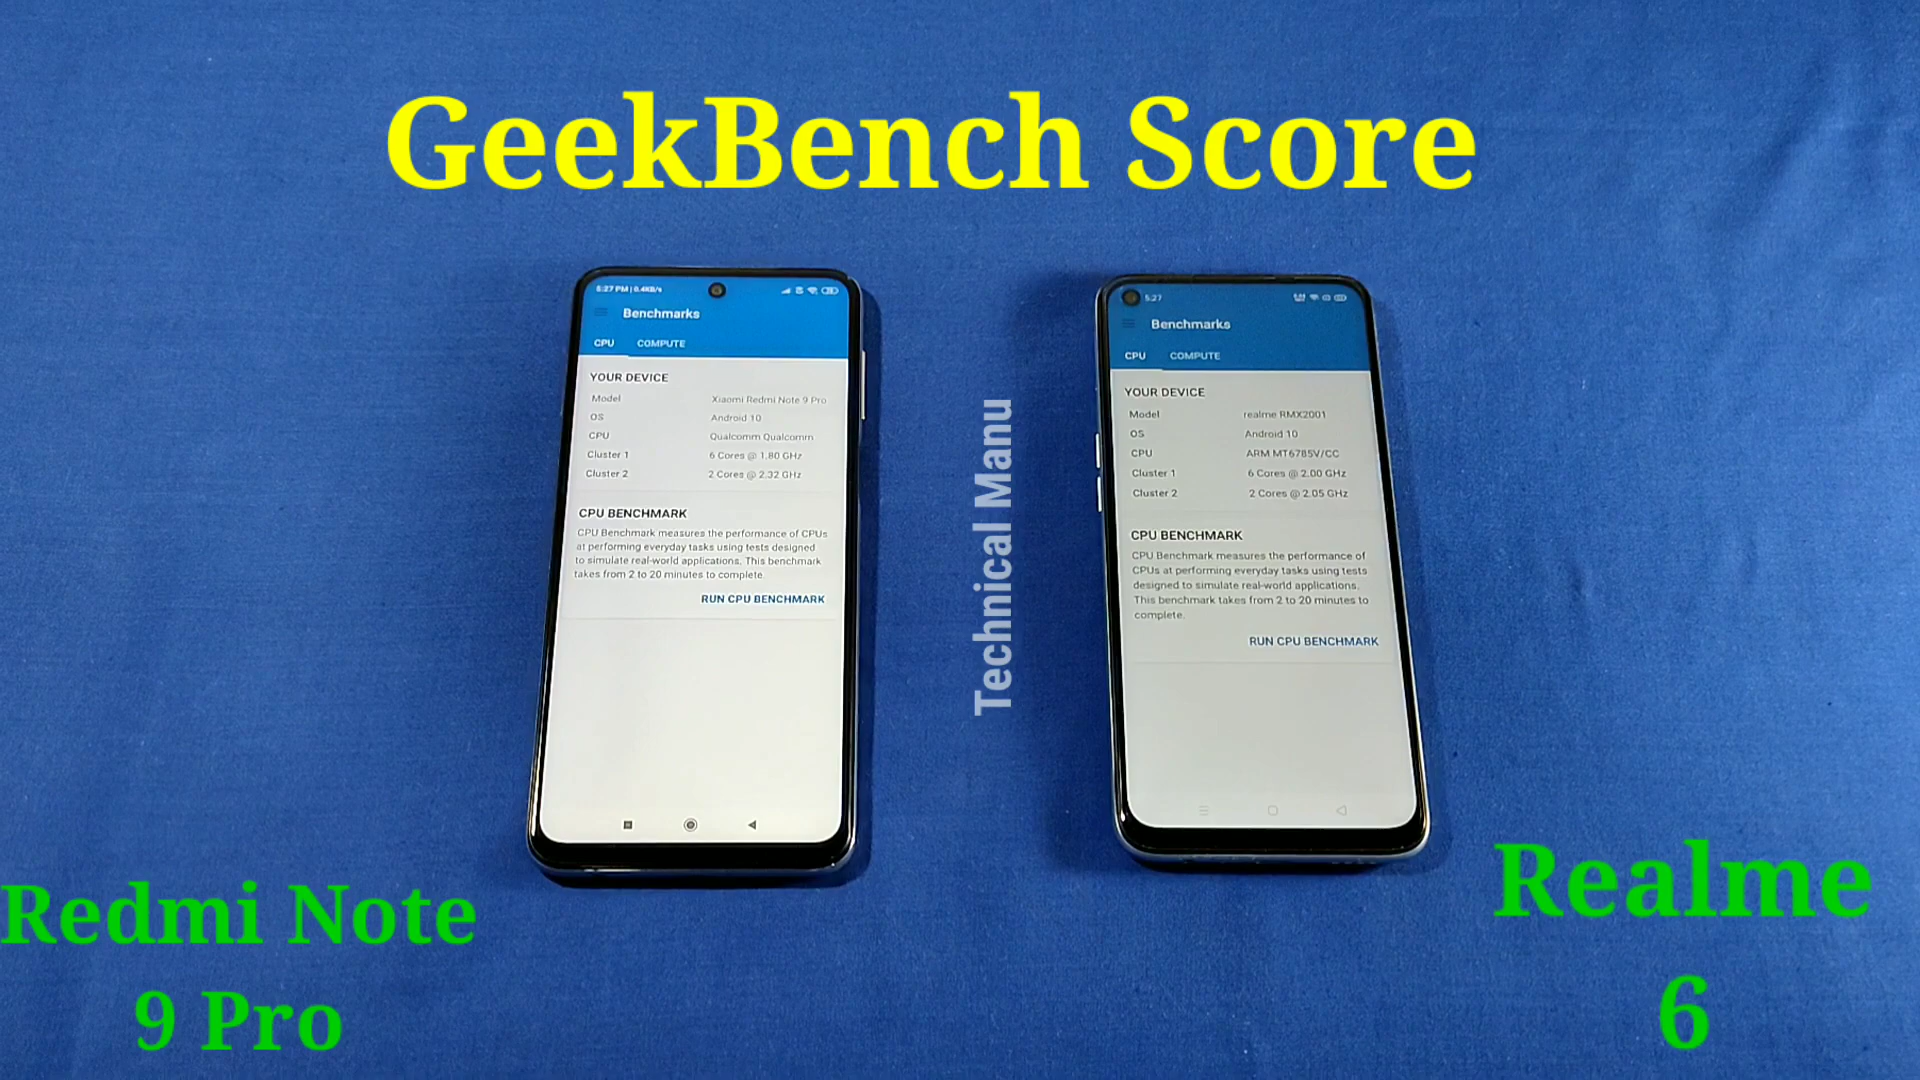 GeekBench Score
5:27 PM | 0.4KB/s
Benchmarks
CPU COMPUTE
YOUR DEVICE
Model Xiaomi Redmi Note 9 Pro
OS Android 10
CPU Qualcomm Qualcomm
Cluster 1 6 Cores @ 1.80 GHz
Cluster 2 2 Cores @ 2.32 GHz
CPU BENCHMARK
CPU Benchmark measures the performance of CPUs
at performing everyday tasks using tests designed
to simulate real-world applications. This benchmark
takes from 2 to 20 minutes to complete.
RUN CPU BENCHMARK
Technical Manu
5:27
Benchmarks
CPU COMPUTE
YOUR DEVICE
Model realme RMX2001
OS Android 10
CPU ARM MT6785V/CC
Cluster 1 6 Cores @ 2.00 GHz
Cluster 2 2 Cores @ 2.05 GHz
CPU BENCHMARK
CPU Benchmark measures the performance of
CPUs at performing everyday tasks using tests
designed to simulate real-world applications.
This benchmark takes from 2 to 20 minutes to
complete.
RUN CPU BENCHMARK
Redmi Note
9 Pro
Realme
6